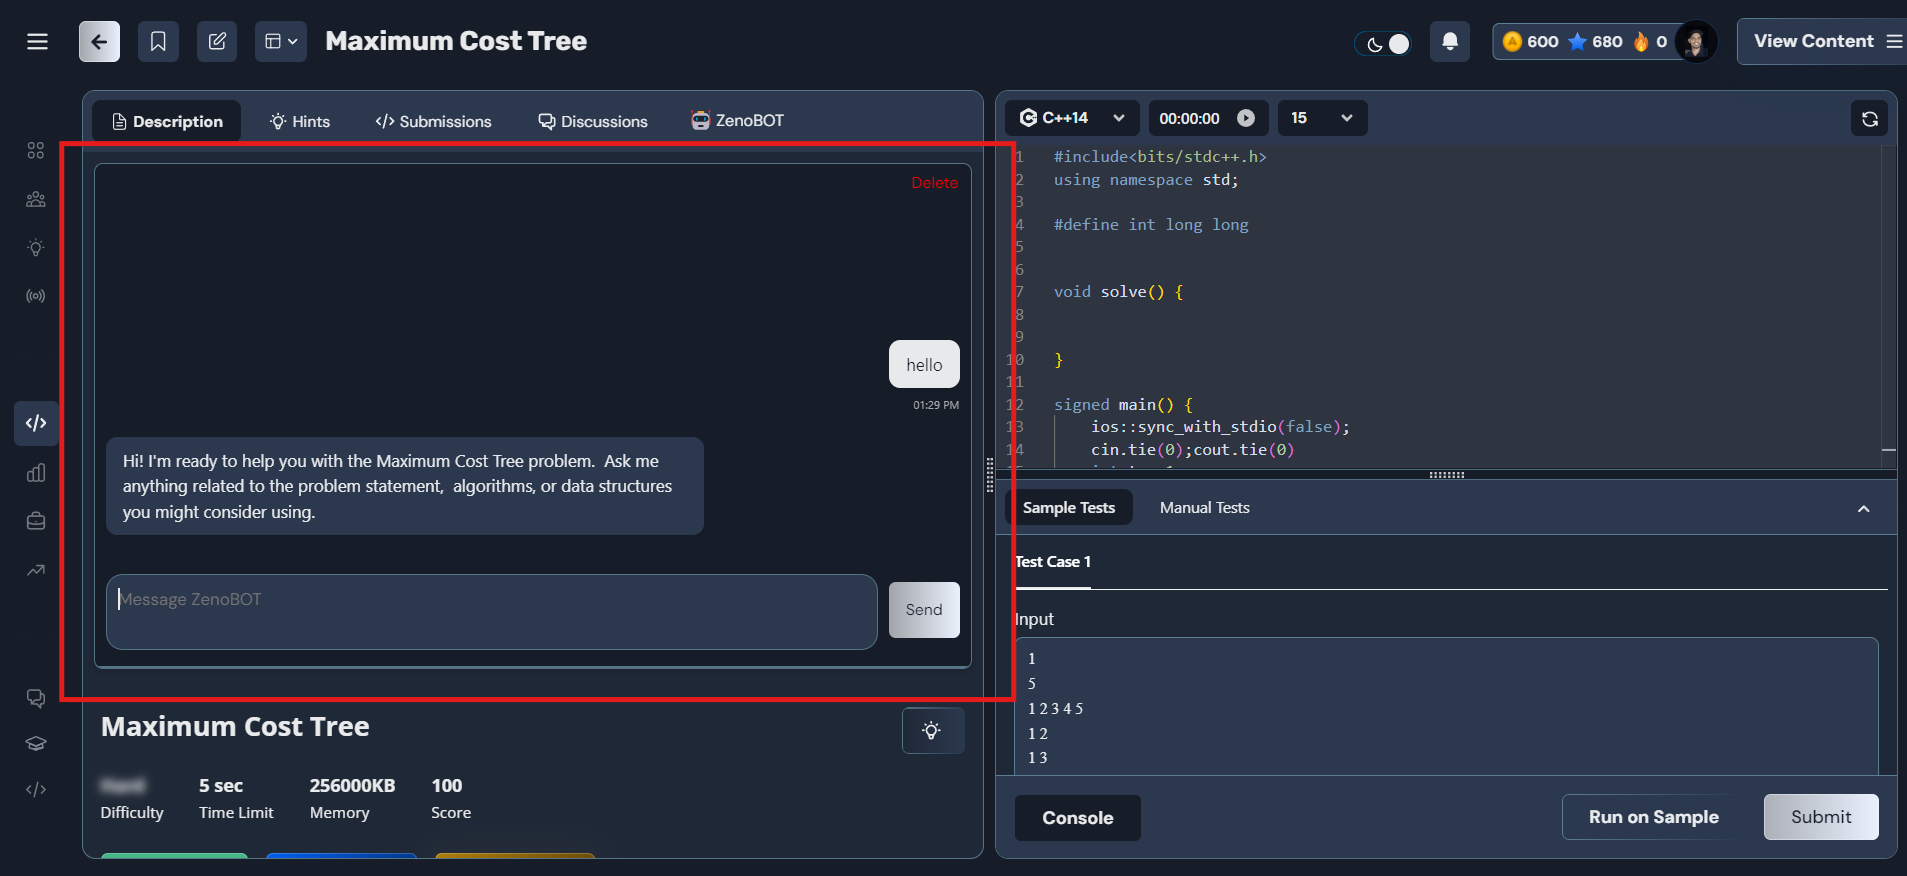 Maximum Cost Tree
600 680 0
View Content
Description Hints Submissions Discussions ZenoBOT
Delete
hello
01:29 PM
Hi! I'm ready to help you with the Maximum Cost Tree problem.  Ask me
anything related to the problem statement,  algorithms, or data structures
you might consider using.
Message ZenoBOT
Send
Maximum Cost Tree
5 sec 256000KB 100
Difficulty Time Limit Memory Score
C++14 00:00:00 15
1 #include<bits/stdc++.h>
2 using namespace std;
3
4 #define int long long
5
6
7 void solve() {
8
9
10 }
11
12 signed main() {
13     ios::sync_with_stdio(false);
14     cin.tie(0);cout.tie(0)
Sample Tests Manual Tests
Test Case 1
Input
1
5
1 2 3 4 5
1 2
1 3
Console Run on Sample Submit